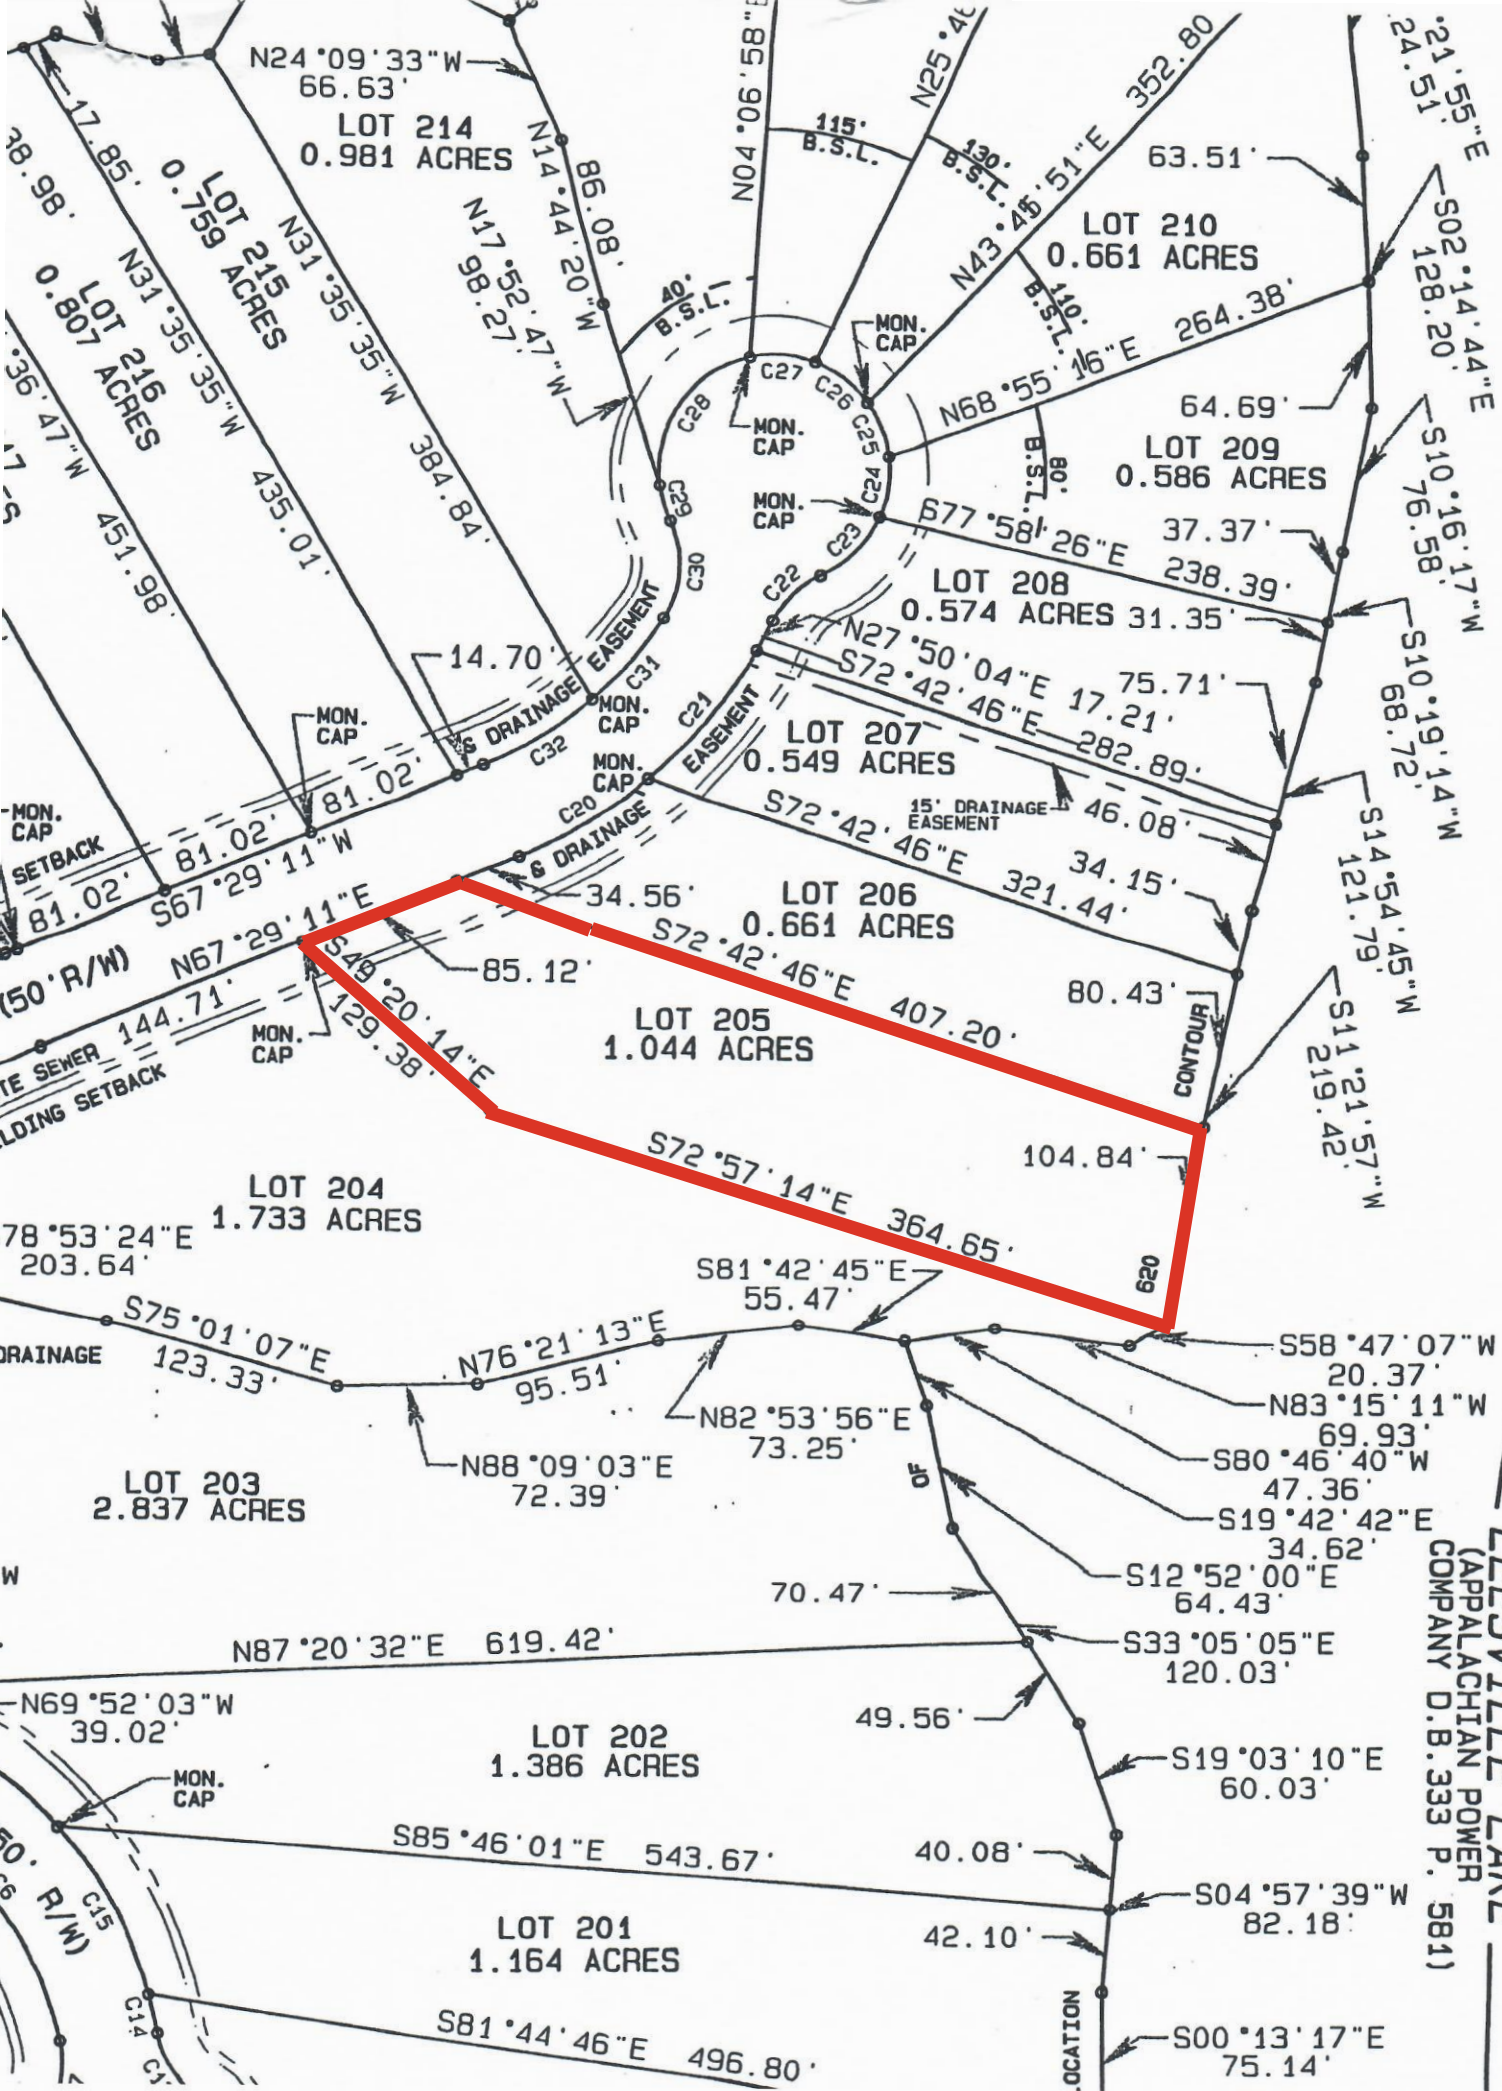 N24°09'33"W
66.63'
LOT 214
0.981 ACRES
17.85'
38.98'
LOT 215
0.759 ACRES
LOT 216
0.807 ACRES
N31°35'35"W
384.84'
N31°35'35"W
435.01'
°36'47"W
451.98'
N14°44'20"W
86.08'
N17°52'47"W
98.27'
40'
B.S.L.
N04°06'58"E
115'
B.S.L.
N25°46
130'
B.S.L.
352.80
N43°45'51"E
110'
B.S.L.
63.51'
°21'55"E
24.51'
LOT 210
0.661 ACRES
S02°14'44"E
128.20'
N68°55'16"E 264.38'
MON.
CAP
C27
C26
C25
C24
C23
C22
C21
C20
C28
C29
C30
C31
C32
MON.
CAP
MON.
CAP
64.69'
LOT 209
0.586 ACRES
80'
B.S.L.
S10°16'17"W
76.58'
37.37'
S77°58'26"E
238.39'
LOT 208
0.574 ACRES
31.35'
S10°19'14"W
68.72'
N27°50'04"E 17.21'
S72°42'46"E 282.89'
75.71'
LOT 207
0.549 ACRES
15' DRAINAGE
EASEMENT
46.08'
S14°54'45"W
121.79'
14.70'
EASEMENT
& DRAINAGE
MON.
CAP
MON.
CAP
MON.
CAP
EASEMENT
& DRAINAGE
MON.
CAP
SETBACK
81.02'
81.02'
81.02'
S67°29'11"W
S72°42'46"E 321.44'
34.15'
LOT 206
0.661 ACRES
34.56'
N67°29'11"E
144.71'
(50'R/W)
85.12'
S72°42'46"E 407.20'
80.43'
CONTOUR
S11°21'57"W
219.42'
S49°20'14"E
129.38'
MON.
CAP
LOT 205
1.044 ACRES
TE SEWER
LDING SETBACK
104.84'
S72°57'14"E 364.65'
620
LOT 204
1.733 ACRES
78°53'24"E
203.64'
S81°42'45"E
55.47'
S75°01'07"E
123.33'
DRAINAGE
N76°21'13"E
95.51'
S58°47'07"W
20.37'
N83°15'11"W
69.93'
S80°46'40"W
47.36'
N82°53'56"E
73.25'
N88°09'03"E
72.39'
OF
S19°42'42"E
34.62'
LOT 203
2.837 ACRES
S12°52'00"E
64.43'
W
70.47'
N87°20'32"E 619.42'
S33°05'05"E
120.03'
(APPALACHIAN POWER
COMPANY D.B.333 P. 581)
N69°52'03"W
39.02'
49.56'
LOT 202
1.386 ACRES
MON.
CAP
S19°03'10"E
60.03'
S85°46'01"E 543.67'
40.08'
S04°57'39"W
82.18'
50' R/W)
C6
C15
LOT 201
1.164 ACRES
42.10'
C14
S81°44'46"E 496.80'
S00°13'17"E
75.14'